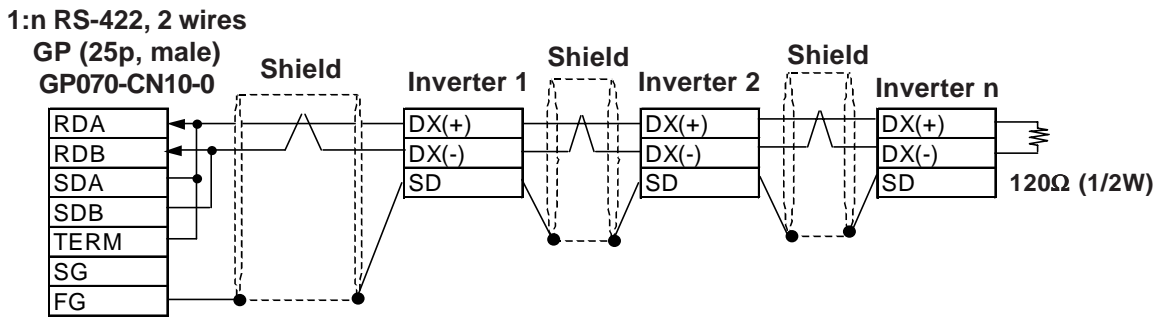 1:n RS-422, 2 wires
GP (25p, male)
GP070-CN10-0
Shield
Inverter 1
Shield
Inverter 2
Shield
Inverter n
RDA
RDB
SDA
SDB
TERM
SG
FG
DX(+)
DX(-)
SD
DX(+)
DX(-)
SD
DX(+)
DX(-)
SD
120Ω (1/2W)